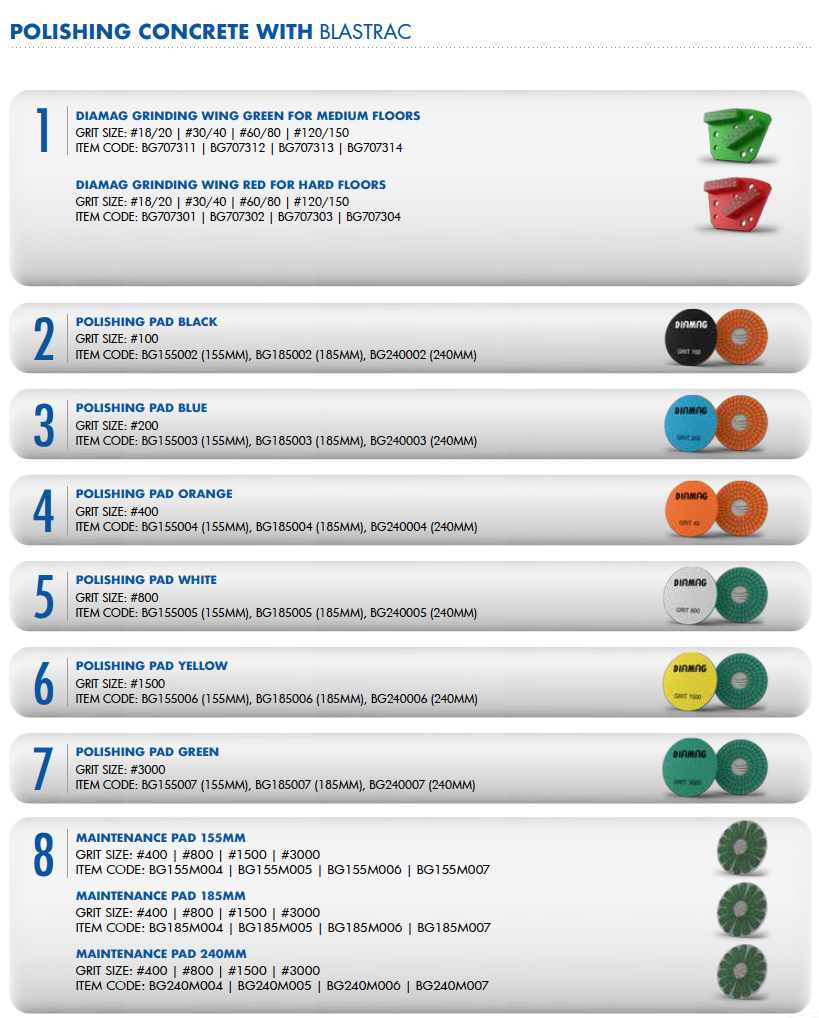 POLISHING CONCRETE WITH BLASTRAC
1
DIAMAG GRINDING WING GREEN FOR MEDIUM FLOORS
GRIT SIZE: #18/20 | #30/40 | #60/80 | #120/150
ITEM CODE: BG707311 | BG707312 | BG707313 | BG707314
DIAMAG GRINDING WING RED FOR HARD FLOORS
GRIT SIZE: #18/20 | #30/40 | #60/80 | #120/150
ITEM CODE: BG707301 | BG707302 | BG707303 | BG707304
2
POLISHING PAD BLACK
GRIT SIZE: #100
ITEM CODE: BG155002 (155MM), BG185002 (185MM), BG240002 (240MM)
DIAMAG
GRIT 100
3
POLISHING PAD BLUE
GRIT SIZE: #200
ITEM CODE: BG155003 (155MM), BG185003 (185MM), BG240003 (240MM)
DIAMAG
GRIT 200
4
POLISHING PAD ORANGE
GRIT SIZE: #400
ITEM CODE: BG155004 (155MM), BG185004 (185MM), BG240004 (240MM)
DIAMAG
GRIT
5
POLISHING PAD WHITE
GRIT SIZE: #800
ITEM CODE: BG155005 (155MM), BG185005 (185MM), BG240005 (240MM)
DIAMAG
GRIT 800
6
POLISHING PAD YELLOW
GRIT SIZE: #1500
ITEM CODE: BG155006 (155MM), BG185006 (185MM), BG240006 (240MM)
DIAMAG
GRIT 1500
7
POLISHING PAD GREEN
GRIT SIZE: #3000
ITEM CODE: BG155007 (155MM), BG185007 (185MM), BG240007 (240MM)
DIAMAG
GRIT 3000
8
MAINTENANCE PAD 155MM
GRIT SIZE: #400 | #800 | #1500 | #3000
ITEM CODE: BG155M004 | BG155M005 | BG155M006 | BG155M007
MAINTENANCE PAD 185MM
GRIT SIZE: #400 | #800 | #1500 | #3000
ITEM CODE: BG185M004 | BG185M005 | BG185M006 | BG185M007
MAINTENANCE PAD 240MM
GRIT SIZE: #400 | #800 | #1500 | #3000
ITEM CODE: BG240M004 | BG240M005 | BG240M006 | BG240M007